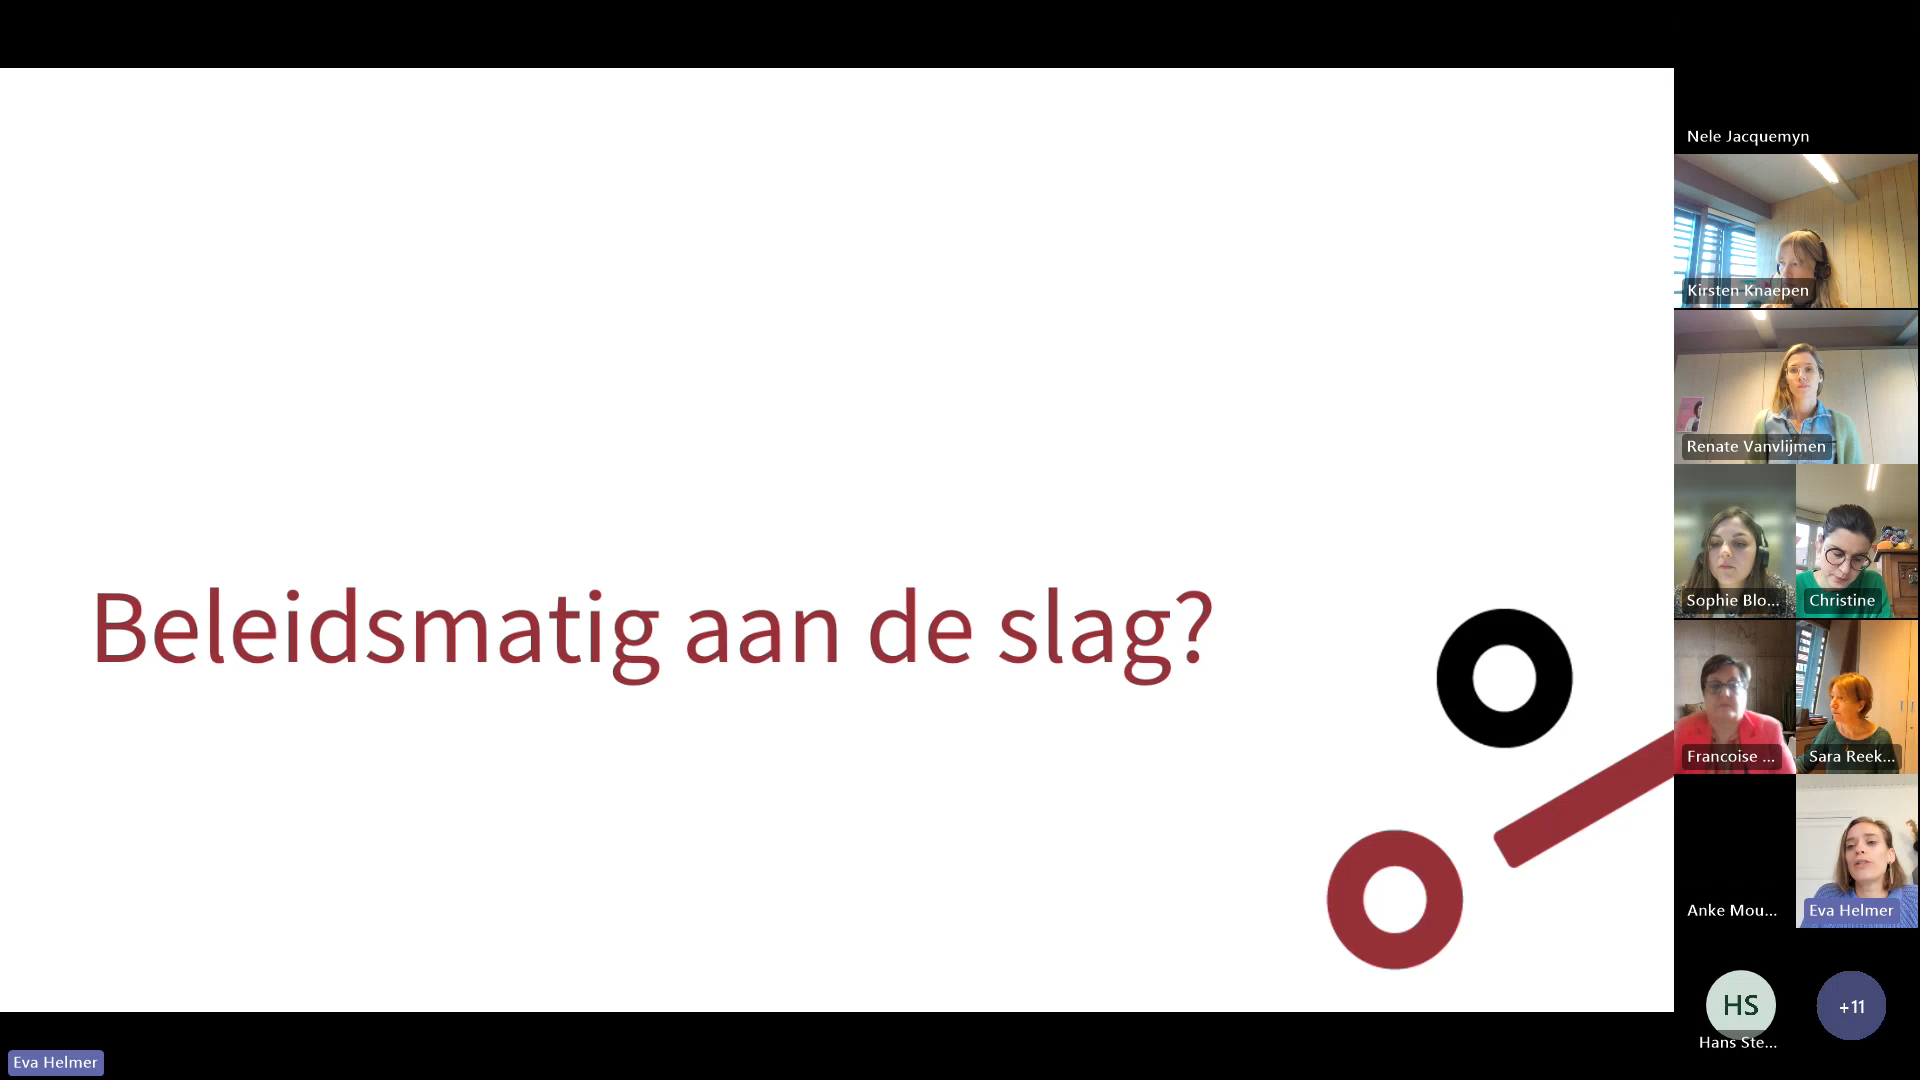 Beleidsmatig aan de slag?
Nele Jacquemyn
Kirsten Knaepen
Renate Vanvlijmen
Sophie Blo...
Christine
Francoise ...
Sara Reek...
Anke Mou...
Eva Helmer
HS
+11
Hans Ste...
Eva Helmer